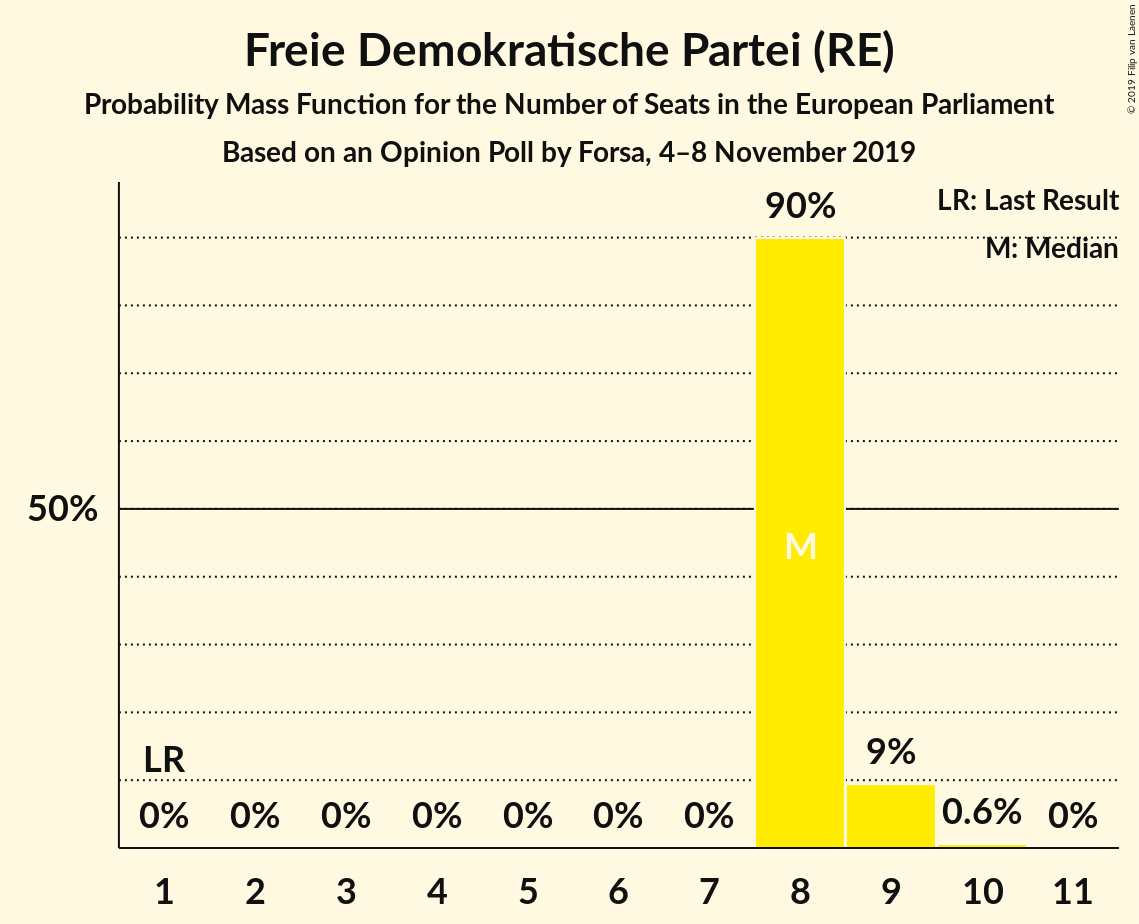 Freie Demokratische Partei (RE)
Probability Mass Function for the Number of Seats in the European Parliament
Based on an Opinion Poll by Forsa, 4–8 November 2019
© 2019 Filip van Laenen
LR: Last Result
M: Median
90%
50%
M
LR
9%
0% 0% 0% 0% 0% 0% 0% 0.6% 0%
1 2 3 4 5 6 7 8 9 10 11